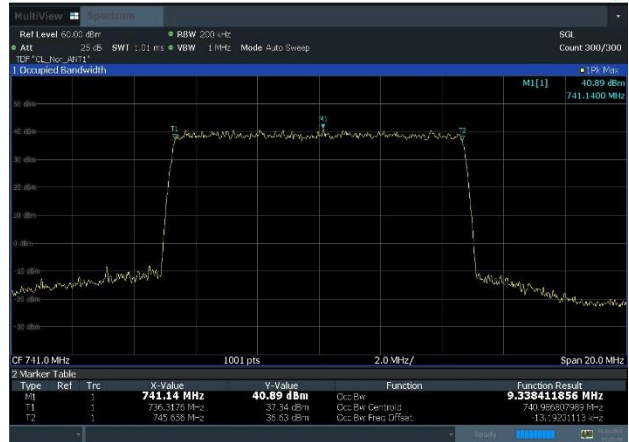 MultiView Spectrum
Ref Level 60.00 dBm RBW 200 kHz SGL
Att 25 dB SWT 1.01 ms VBW 1 MHz Mode Auto Sweep Count 300/300
TDF "CL_Nor_ANT1"
1 Occupied Bandwidth 1Pk Max
M1[1] 40.89 dBm
741.1400 MHz
50 dBm
M1
T1 T2
40 dBm
30 dBm
20 dBm
10 dBm
0 dBm
-10 dBm
-20 dBm
-30 dBm
CF 741.0 MHz 1001 pts 2.0 MHz/ Span 20.0 MHz
2 Marker Table
Type Ref Trc X-Value Y-Value Function Function Result
M1 1 741.14 MHz 40.89 dBm Occ Bw 9.338411856 MHz
T1 1 736.3176 MHz 37.34 dBm Occ Bw Centroid 740.986807989 MHz
T2 1 745.656 MHz 36.63 dBm Occ Bw Freq Offset -13.19201113 kHz
Ready